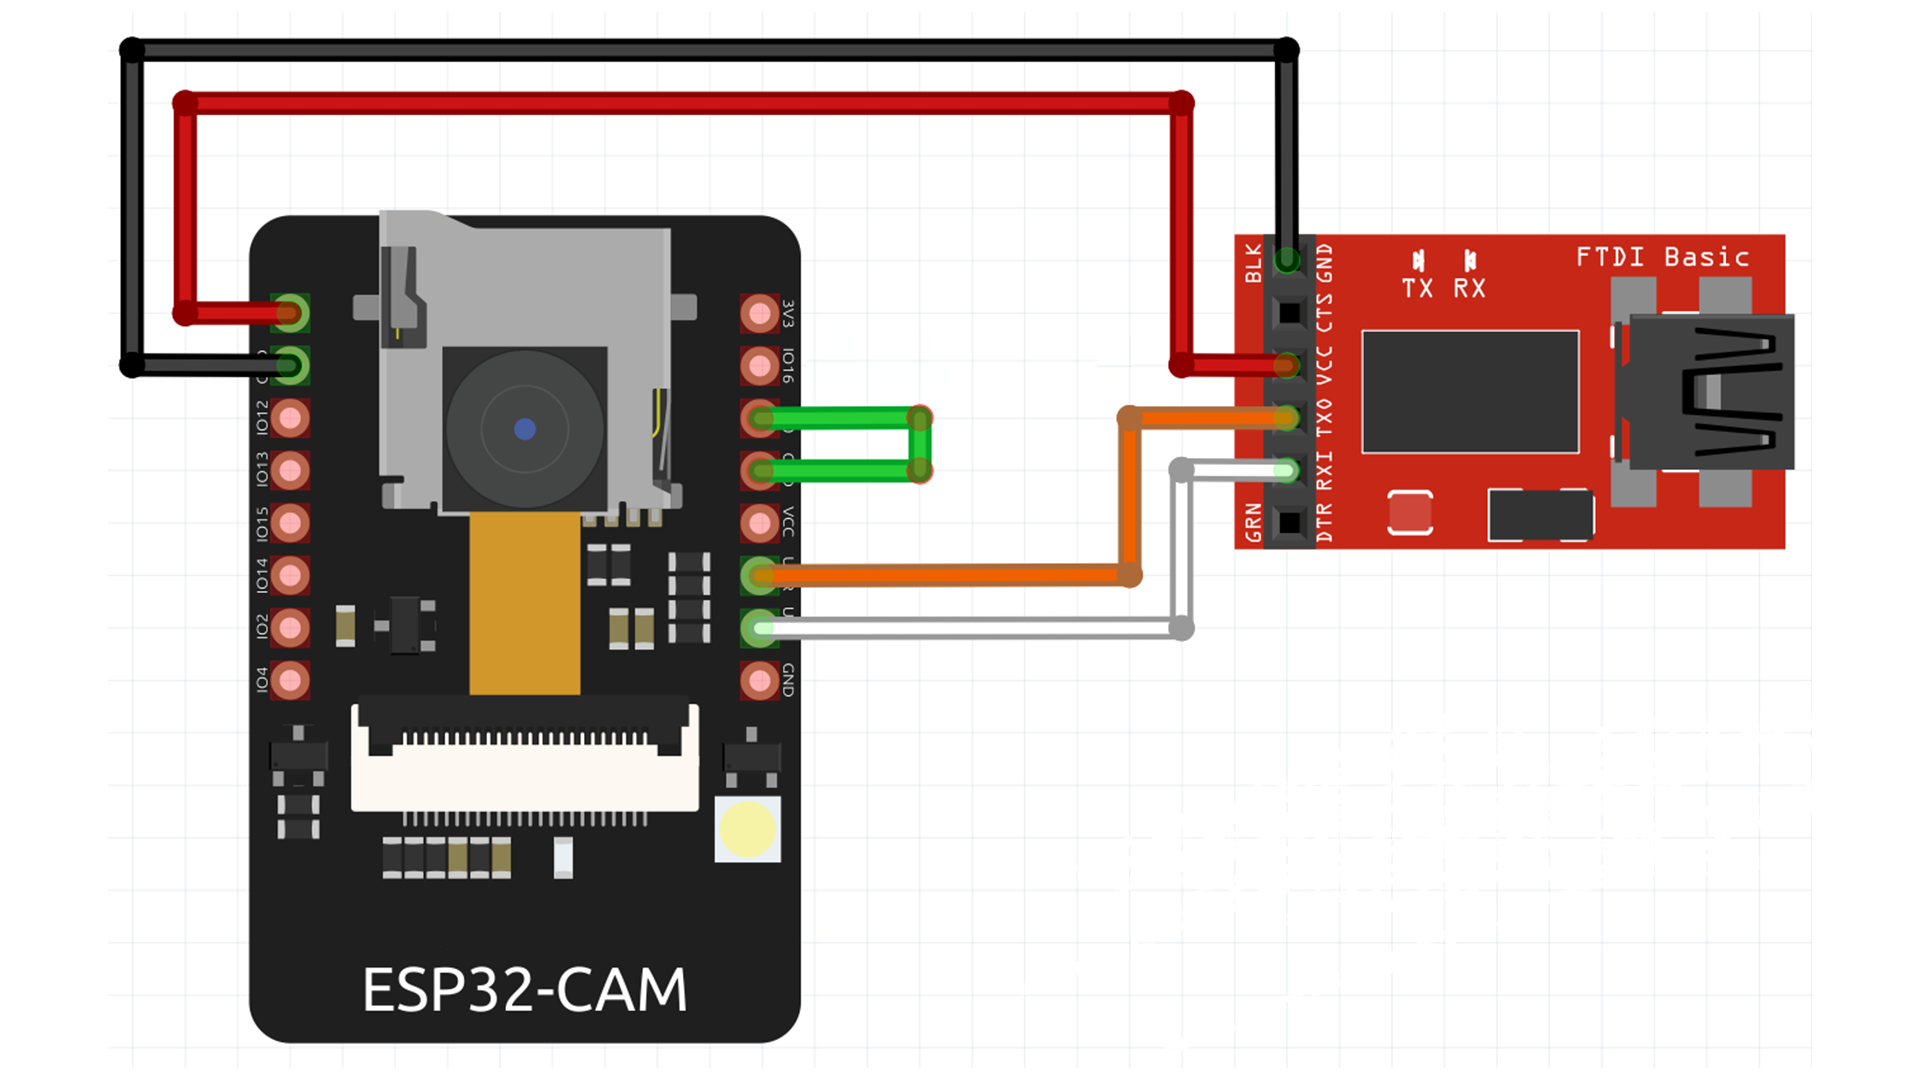 3V3
IO16
IO12
IO13
IO15
IO14
IO2
IO4
VCC
GND
ESP32-CAM
BLK
GRN
GND
CTS
VCC
TXO
RXI
DTR
TX RX
FTDI Basic